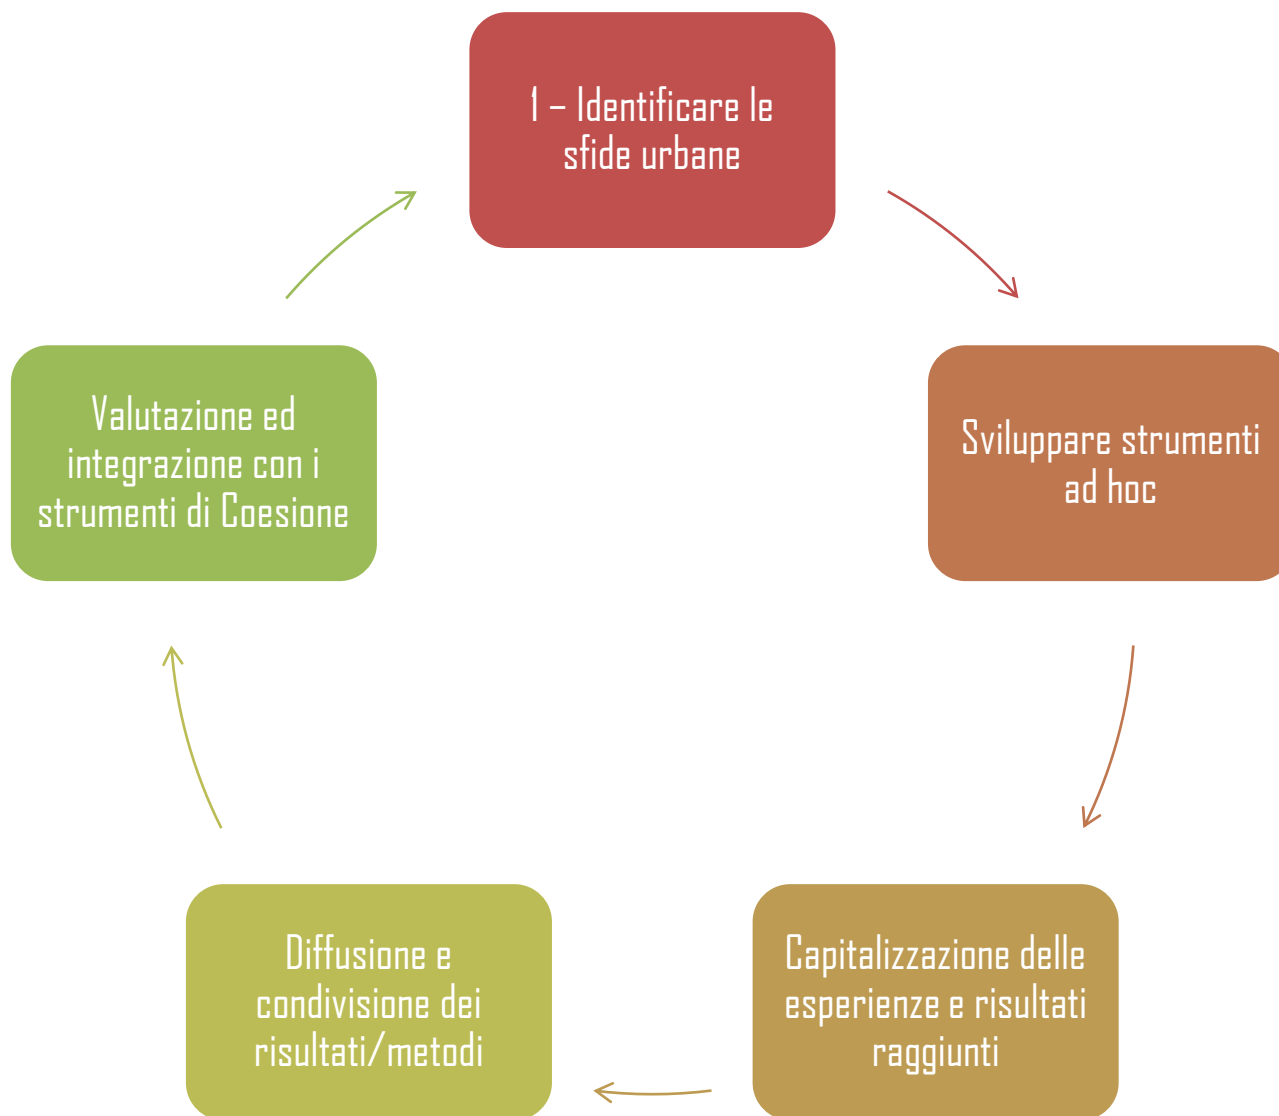 1 – Identificare le
sfide urbane
Sviluppare strumenti
ad hoc
Capitalizzazione delle
esperienze e risultati
raggiunti
Diffusione e
condivisione dei
risultati/metodi
Valutazione ed
integrazione con i
strumenti di Coesione